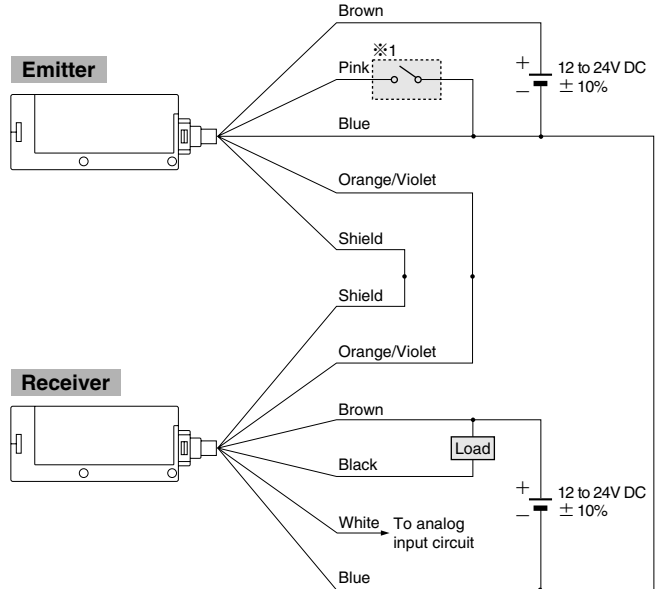 Brown
※1
Emitter
Pink
+
12 to 24V DC
−
± 10%
Blue
Orange/Violet
Shield
Shield
Orange/Violet
Receiver
Brown
Load
Black
+
12 to 24V DC
−
± 10%
White
To analog
input circuit
Blue